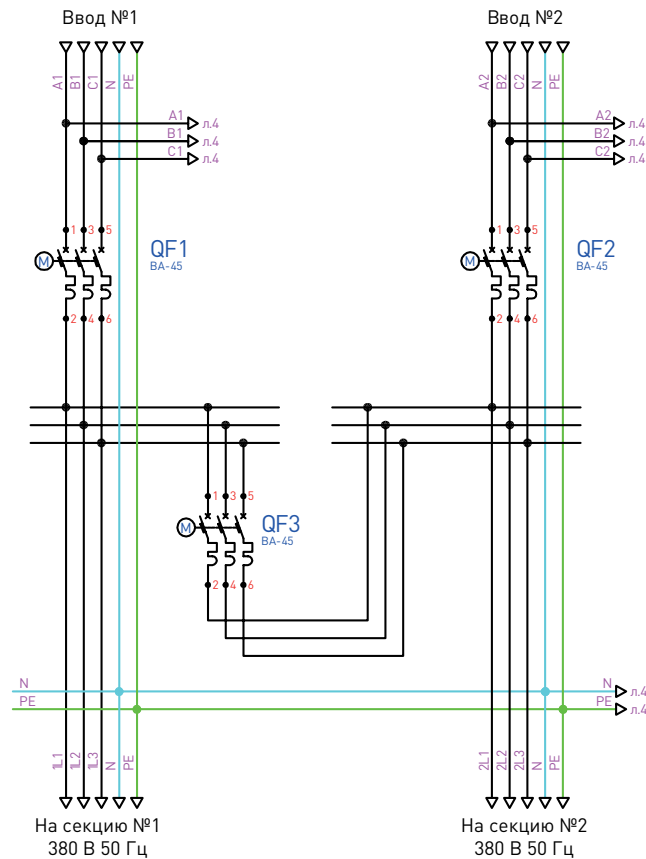 Ввод №1 Ввод №2
A1 B1 C1 N PE A2 B2 C2 N PE
A1 л.4 A2 л.4
B1 л.4 B2 л.4
C1 л.4 C2 л.4
1 3 5 1 3 5
M QF1 M QF2
BA-45 BA-45
2 4 6 2 4 6
1 3 5
M QF3
BA-45
2 4 6
N N л.4
PE PE л.4
1L1 1L2 1L3 N PE 2L1 2L2 2L3 N PE
На секцию №1 На секцию №2
380 В 50 Гц 380 В 50 Гц